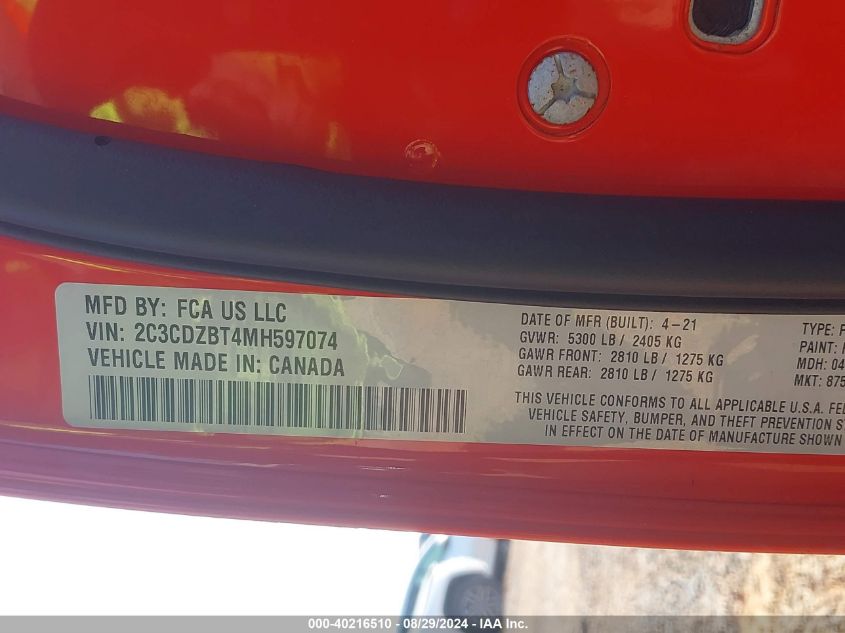 MFD BY: FCA US LLC
VIN: 2C3CDZBT4MH597074
VEHICLE MADE IN: CANADA
DATE OF MFR (BUILT): 4-21
GVWR: 5300 LB / 2405 KG
GAWR FRONT: 2810 LB / 1275 KG
GAWR REAR: 2810 LB / 1275 KG
TYPE:
PAINT:
MDH: 04
MKT: 875
THIS VEHICLE CONFORMS TO ALL APPLICABLE U.S.A. FE
VEHICLE SAFETY, BUMPER, AND THEFT PREVENTION S
IN EFFECT ON THE DATE OF MANUFACTURE SHOWN
000-40216510 - 08/29/2024 - IAA Inc.